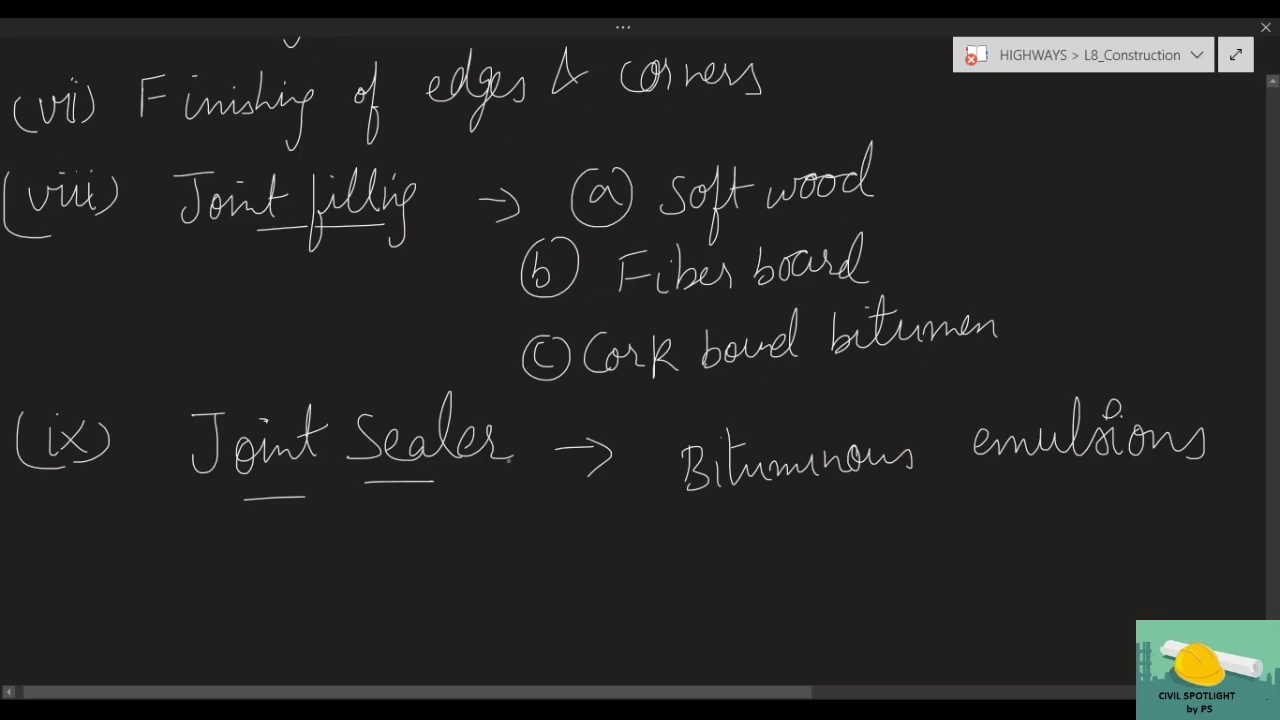 HIGHWAYS > L8_Construction
(vii) Finishing of edges & corners
(viii) Joint filling → (a) Soft wood
(b) Fiber board
(c) Cork bound bitumen
(ix) Joint Sealer → Bituminous emulsions
CIVIL SPOTLIGHT
by PS